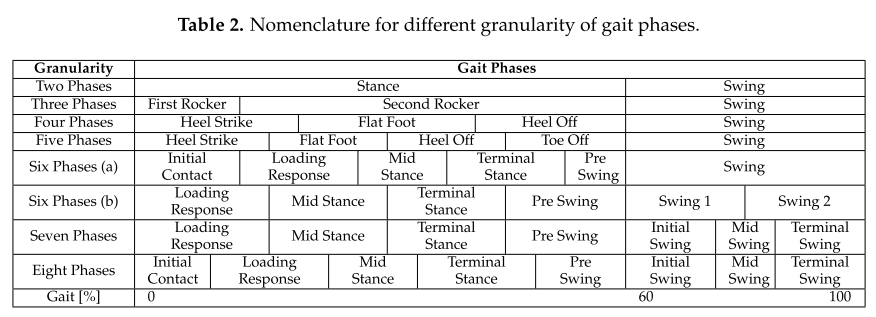 Table 2. Nomenclature for different granularity of gait phases.
Granularity Gait Phases
Two Phases Stance Swing
Three Phases First Rocker Second Rocker Swing
Four Phases Heel Strike Flat Foot Heel Off Swing
Five Phases Heel Strike Flat Foot Heel Off Toe Off Swing
Six Phases (a) Initial Contact Loading Response Mid Stance Terminal Stance Pre Swing Swing
Six Phases (b) Loading Response Mid Stance Terminal Stance Pre Swing Swing 1 Swing 2
Seven Phases Loading Response Mid Stance Terminal Stance Pre Swing Initial Swing Mid Swing Terminal Swing
Eight Phases Initial Contact Loading Response Mid Stance Terminal Stance Pre Swing Initial Swing Mid Swing Terminal Swing
Gait [%] 0 60 100